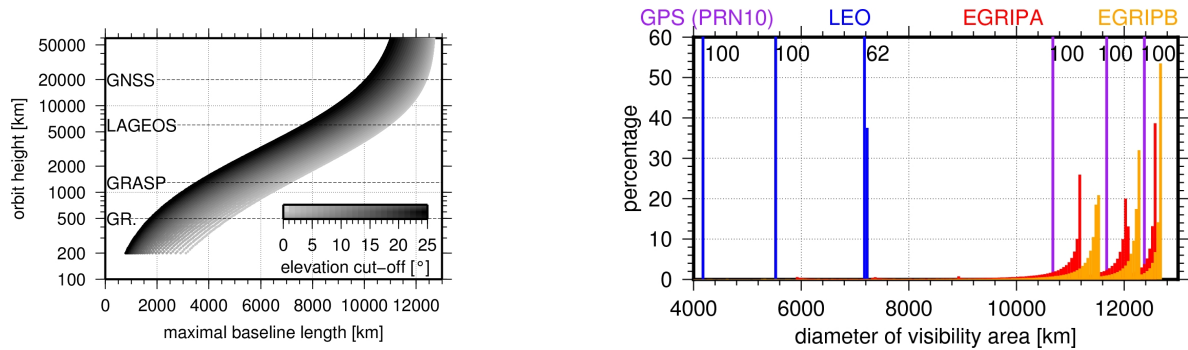 50000
20000
10000
5000
2000
1000
500
200
100
orbit height [km]
GNSS
LAGEOS
GRASP
GR.
0 5 10 15 20 25
elevation cut−off [°]
0 2000 4000 6000 8000 10000 12000
maximal baseline length [km]
GPS (PRN10) LEO EGRIPA EGRIPB
60
50
40
30
20
10
0
percentage
100 100 62 100 100 100
4000 6000 8000 10000 12000
diameter of visibility area [km]